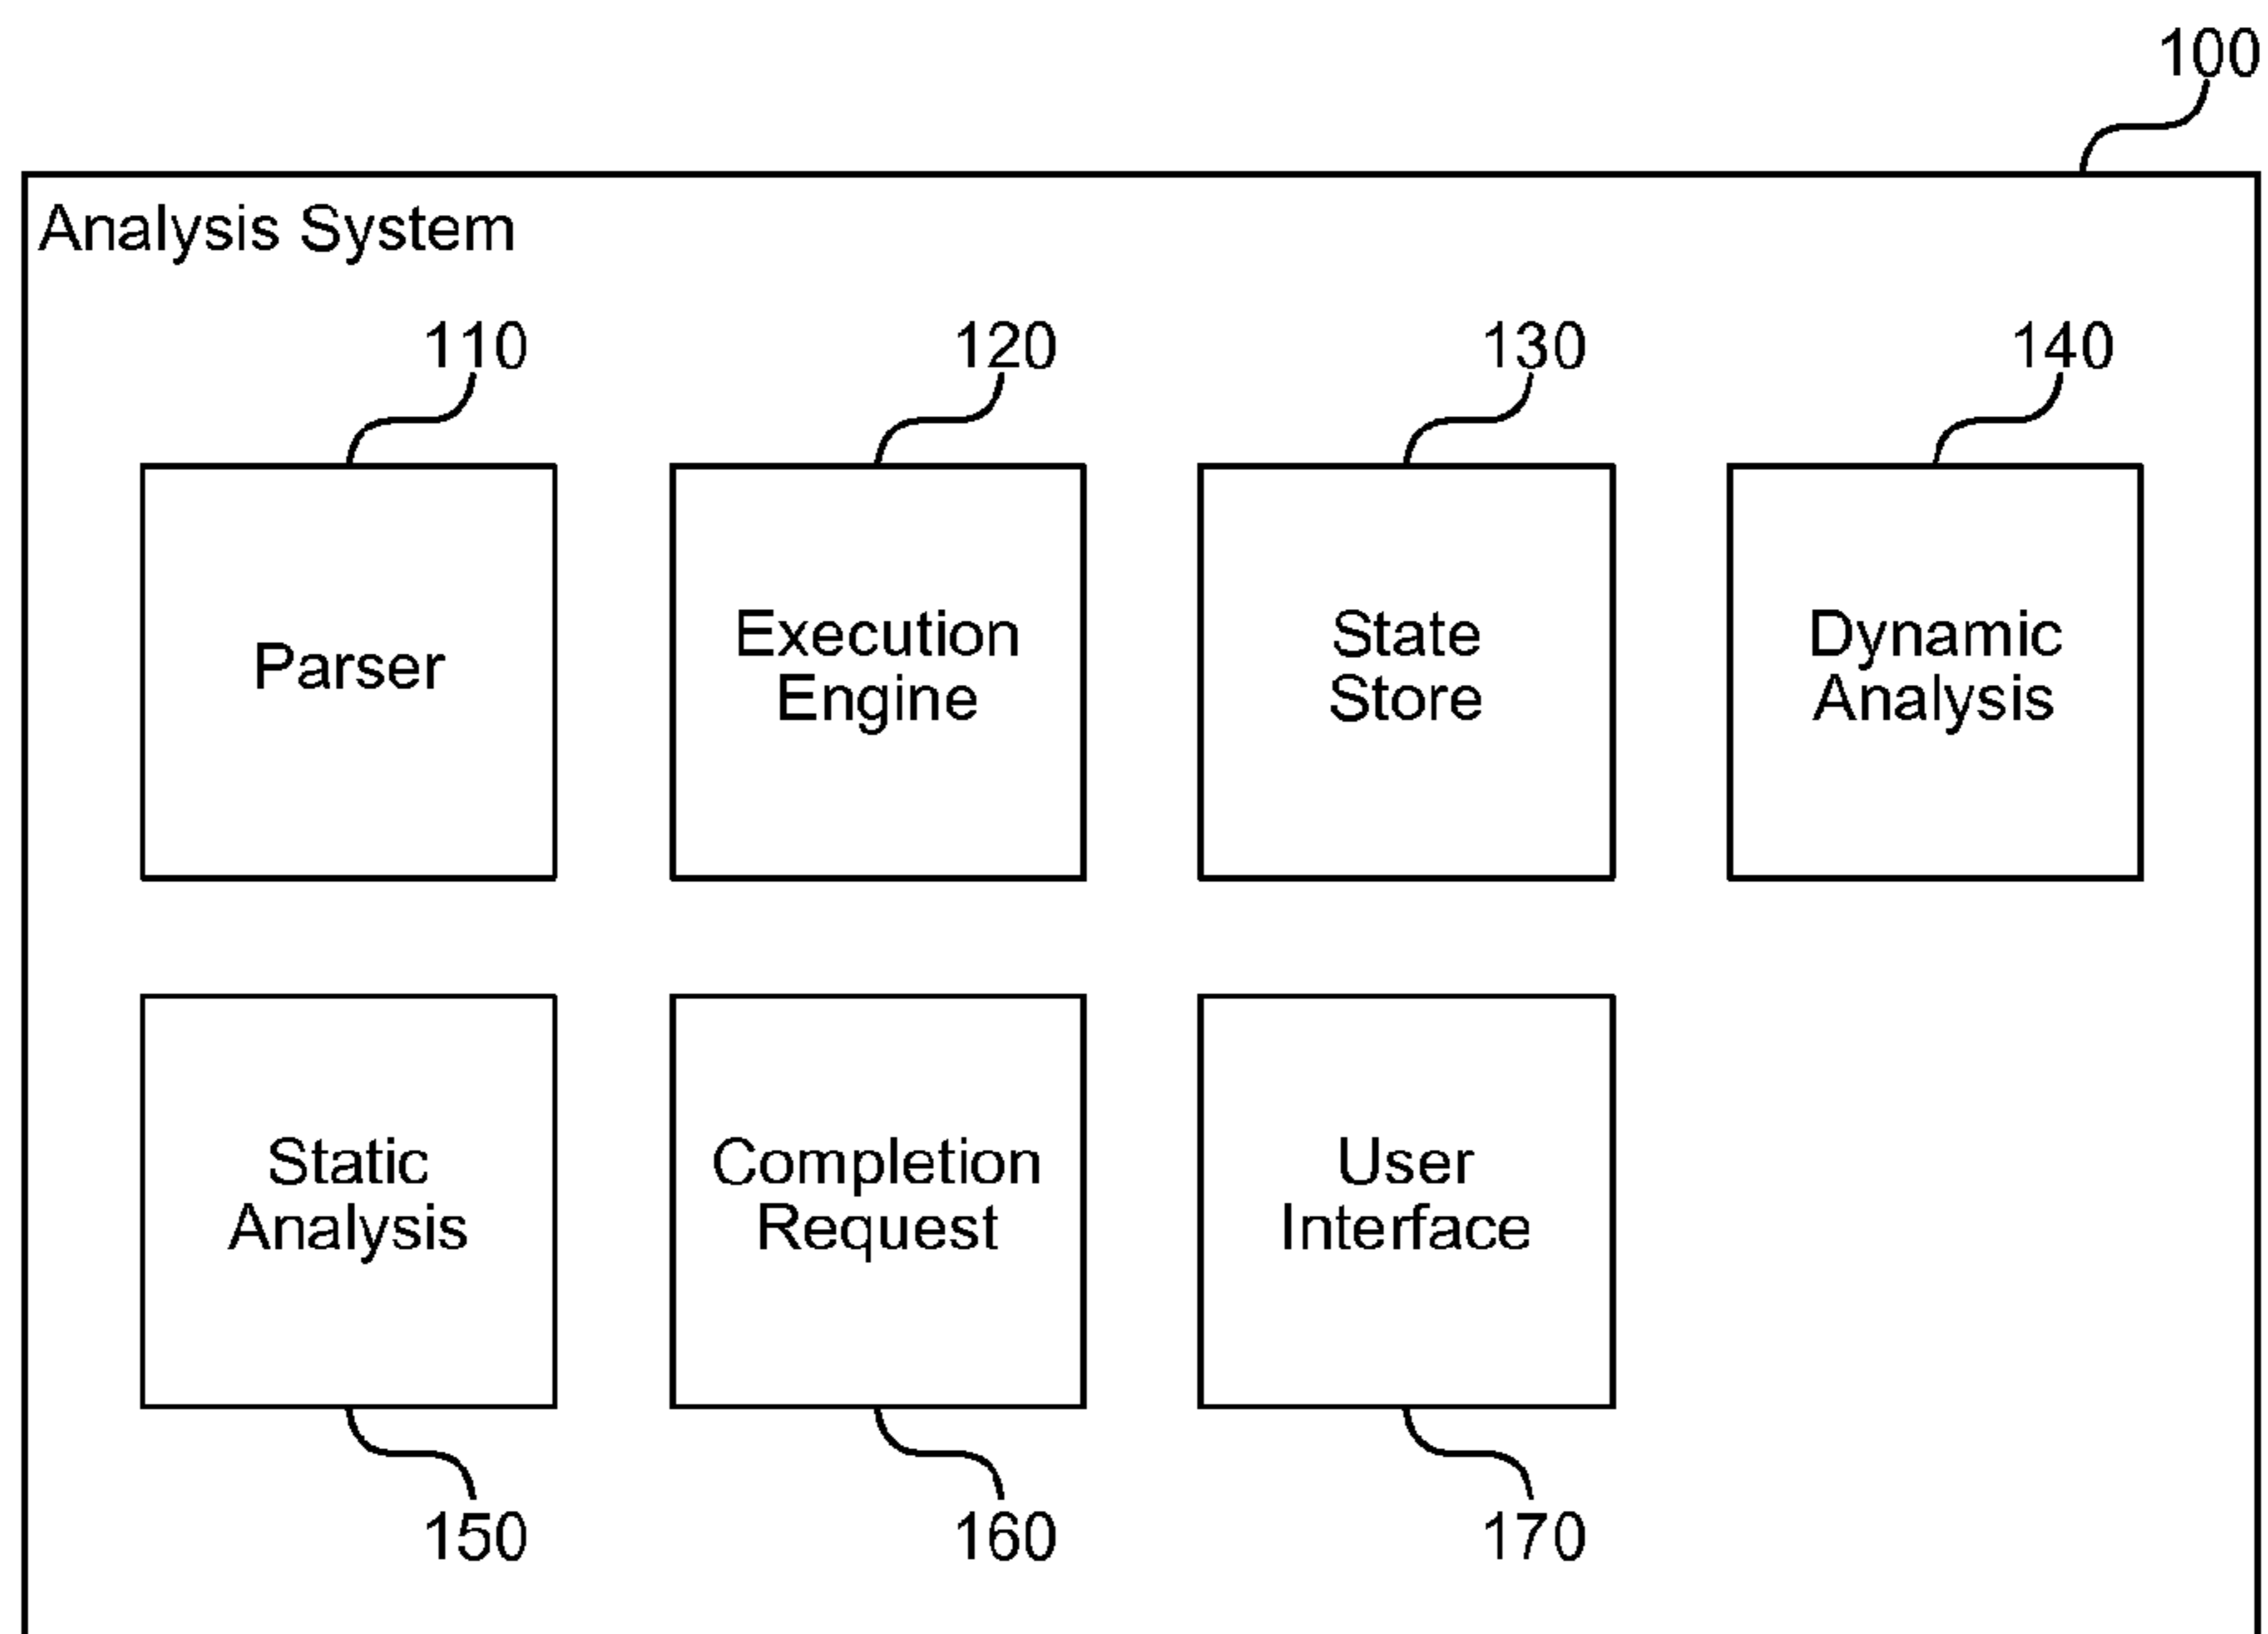 100
Analysis System
110
120
130
140
Parser
Execution
Engine
State
Store
Dynamic
Analysis
Static
Analysis
Completion
Request
User
Interface
150
160
170